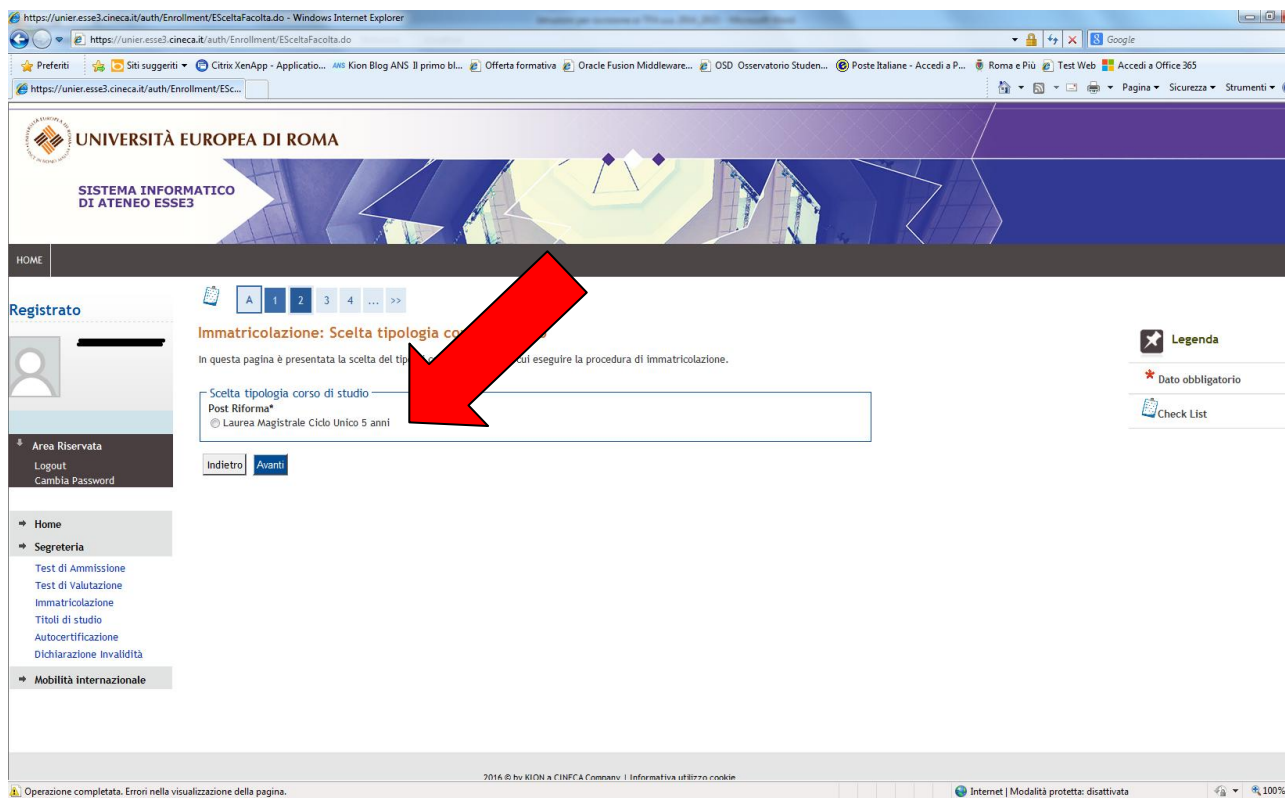 https://unier.esse3.cineca.it/auth/Enrollment/ESceltaFacolta.do - Windows Internet Explorer
https://unier.esse3.cineca.it/auth/Enrollment/ESceltaFacolta.do
Google
Preferiti
Siti suggeriti
Citrix XenApp - Applicatio...
ANS Kion Blog ANS Il primo bl...
Offerta formativa
Oracle Fusion Middleware...
OSD Osservatorio Studen...
Poste Italiane - Accedi a P...
Roma e Più
Test Web
Accedi a Office 365
https://unier.esse3.cineca.it/auth/Enrollment/ESc...
Pagina
Sicurezza
Strumenti
UNIVERSITÀ EUROPEA DI ROMA
SISTEMA INFORMATICO
DI ATENEO ESSE3
HOME
Registrato
A 1 2 3 4 ... >>
Immatricolazione: Scelta tipologia
In questa pagina è presentata la scelta del cui eseguire la procedura di immatricolazione.
Scelta tipologia corso di studio
Post Riforma*
Laurea Magistrale Ciclo Unico 5 anni
Indietro
Avanti
Legenda
* Dato obbligatorio
Check List
Area Riservata
Logout
Cambia Password
Home
Segreteria
Test di Ammissione
Test di Valutazione
Immatricolazione
Titoli di studio
Autocertificazione
Dichiarazione Invalidità
Mobilità internazionale
2016 © by KION a CINECA Company | Informativa utilizzo cookie
Operazione completata. Errori nella visualizzazione della pagina.
Internet | Modalità protetta: disattivata
100%